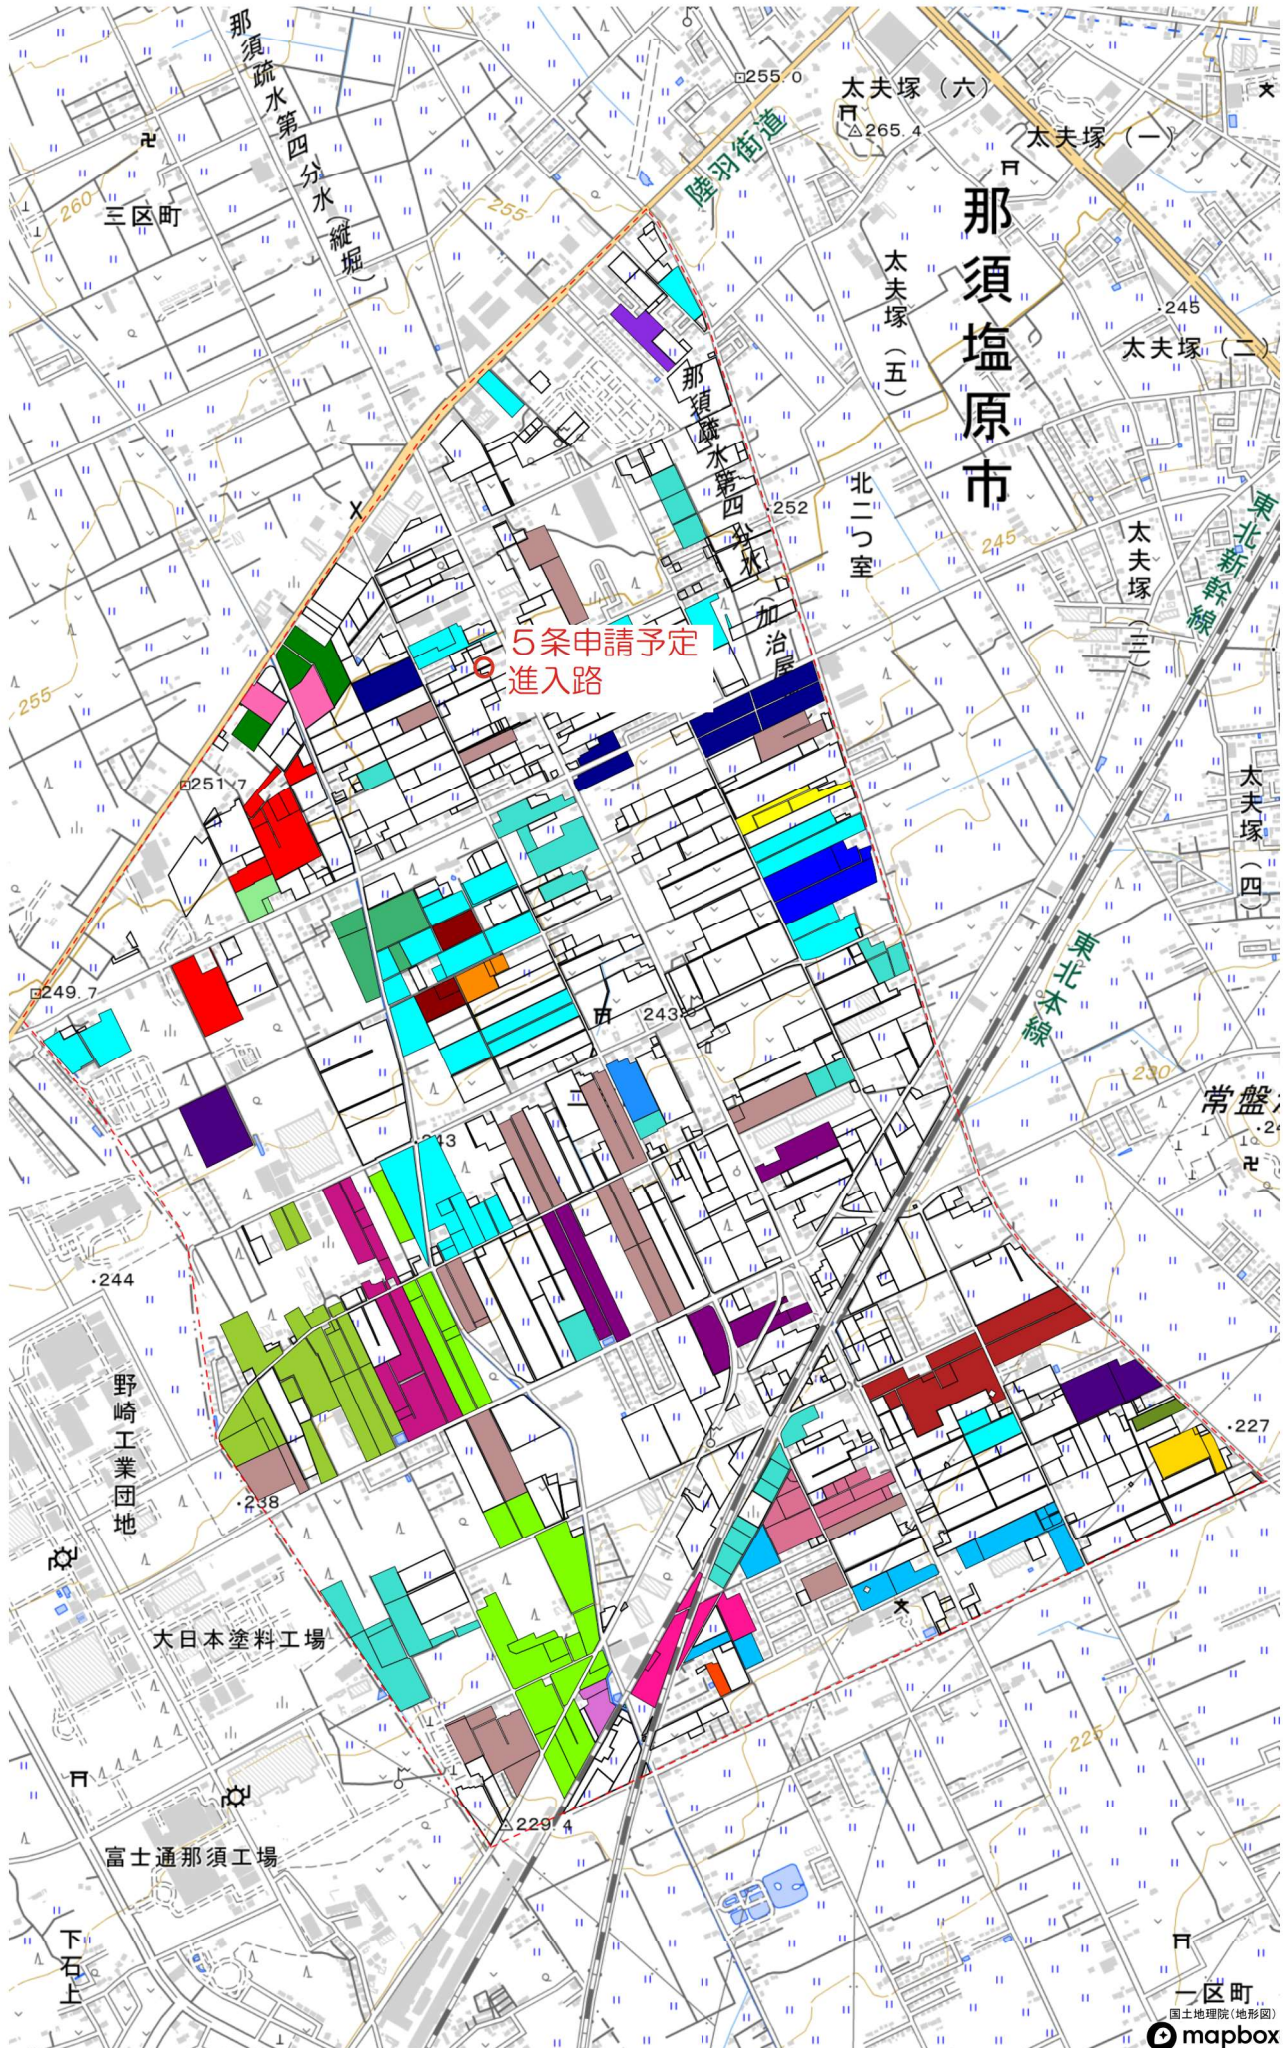 那須疏水第四分水（縦堀）
255.0
太夫塚（六）
265.4
太夫塚（一）
陸羽街道
260
三区町
255
那須塩原市
太夫塚（五）
245
太夫塚（二）
那須疏水第四分水（加治屋
252
北二つ室
245
太夫塚（三）
東北新幹線
X
５条申請予定
進入路
255
251.7
太夫塚（四）
東北本線
249.7
243
230
常盤
243
244
野崎工業団地
227
238
大日本塗料工場
225
229.4
富士通那須工場
下石上
一区町
国土地理院(地形図)
mapbox